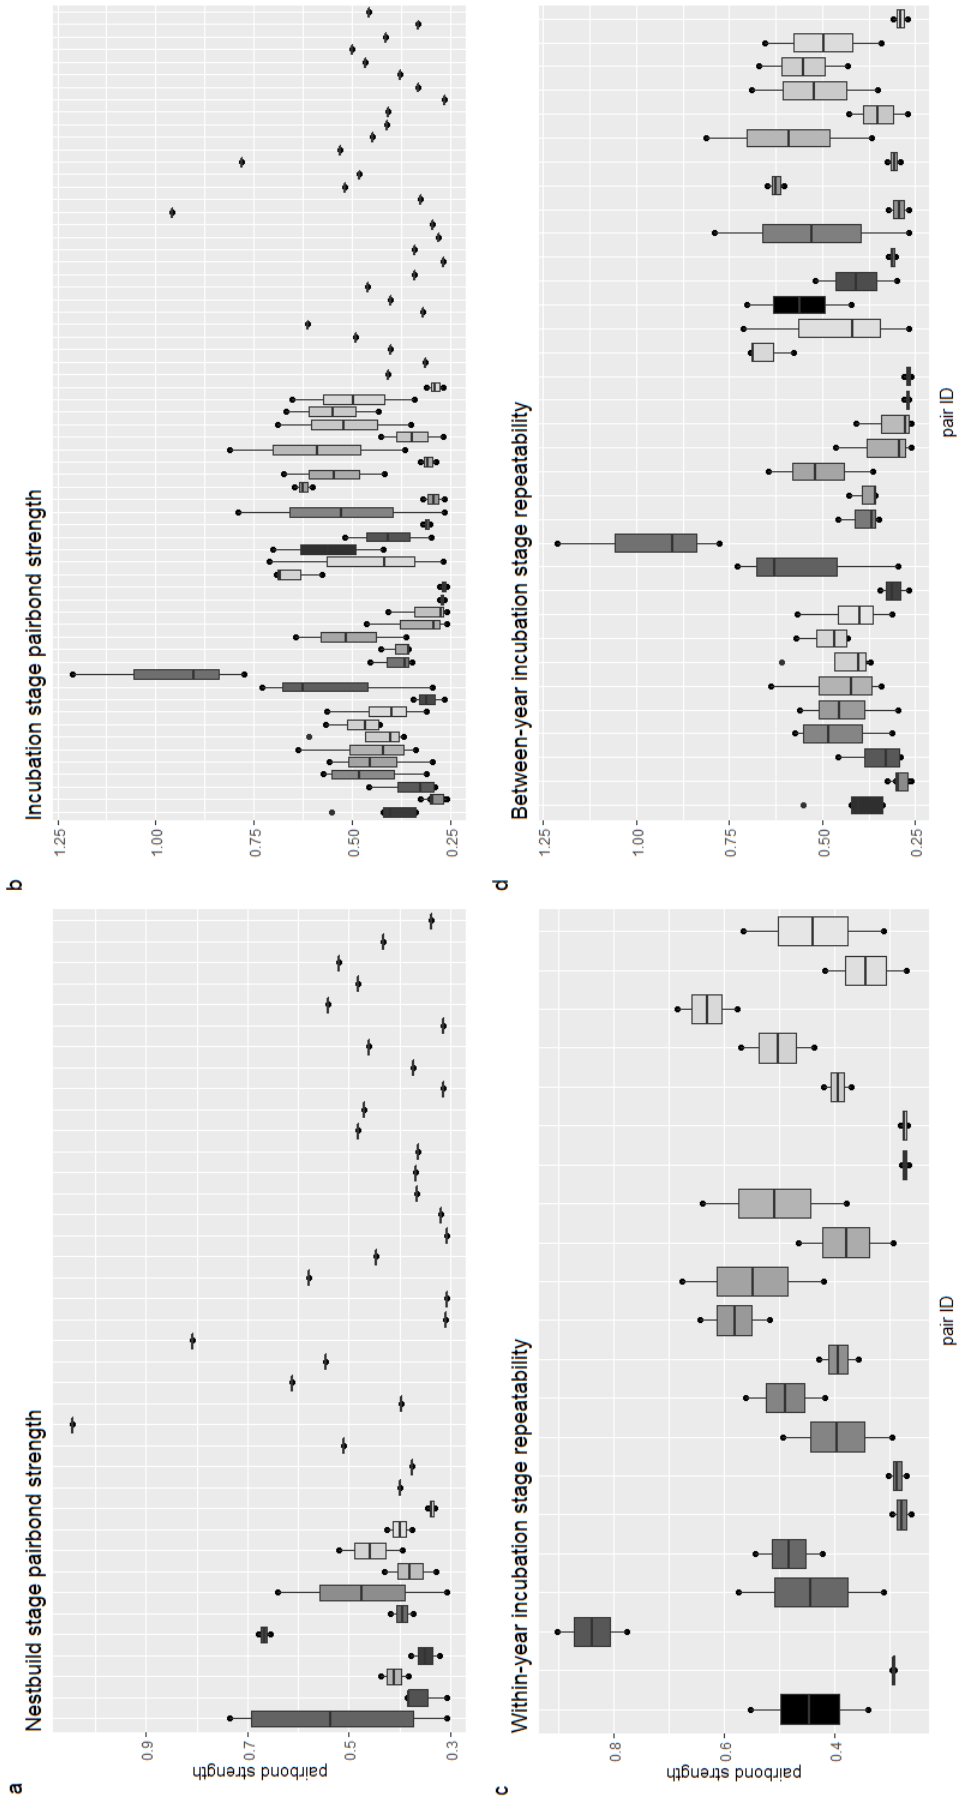 a
Nestbuild stage pairbond strength
pairbond strength
0.9
0.7
0.5
0.3
b
Incubation stage pairbond strength
1.25
1.00
0.75
0.50
0.25
c
Within-year incubation stage repeatability
pairbond strength
0.8
0.6
0.4
pair ID
d
Between-year incubation stage repeatability
1.25
1.00
0.75
0.50
0.25
pair ID